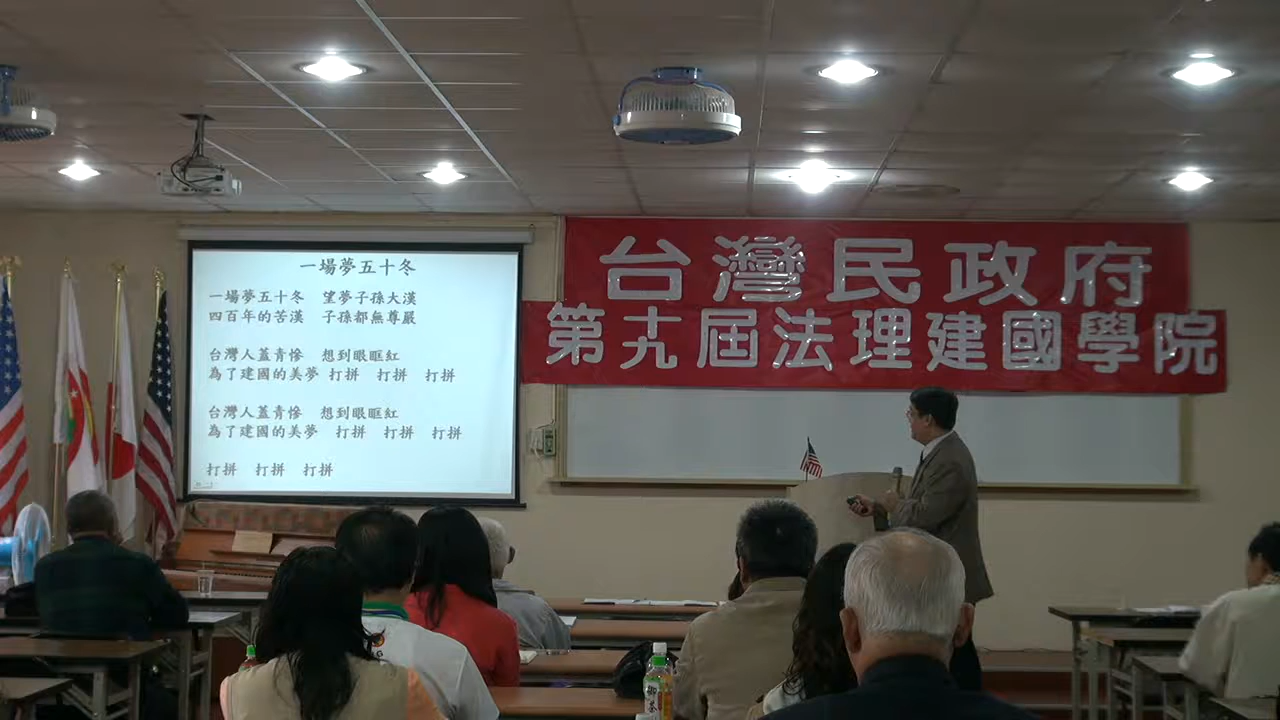 一場夢五十冬
一場夢五十冬 望夢子孫大漢
四百年的苦漢 子孫都無尊嚴
台灣人蓋青慘 想到眼眶紅
為了建國的美夢 打拼 打拼 打拼
台灣人蓋青慘 想到眼眶紅
為了建國的美夢 打拼 打拼 打拼
打拼 打拼 打拼
台灣民政府
第十九屆法理建國學院